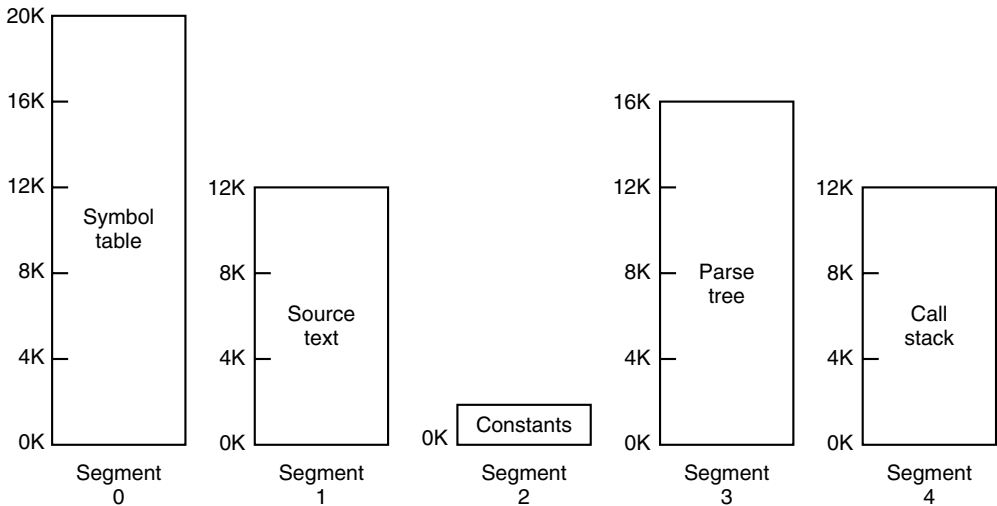 20K
16K
12K
8K
4K
0K
Symbol
table
Segment
0
12K
8K
4K
0K
Source
text
Segment
1
0K
Constants
Segment
2
16K
12K
8K
4K
0K
Parse
tree
Segment
3
12K
8K
4K
0K
Call
stack
Segment
4